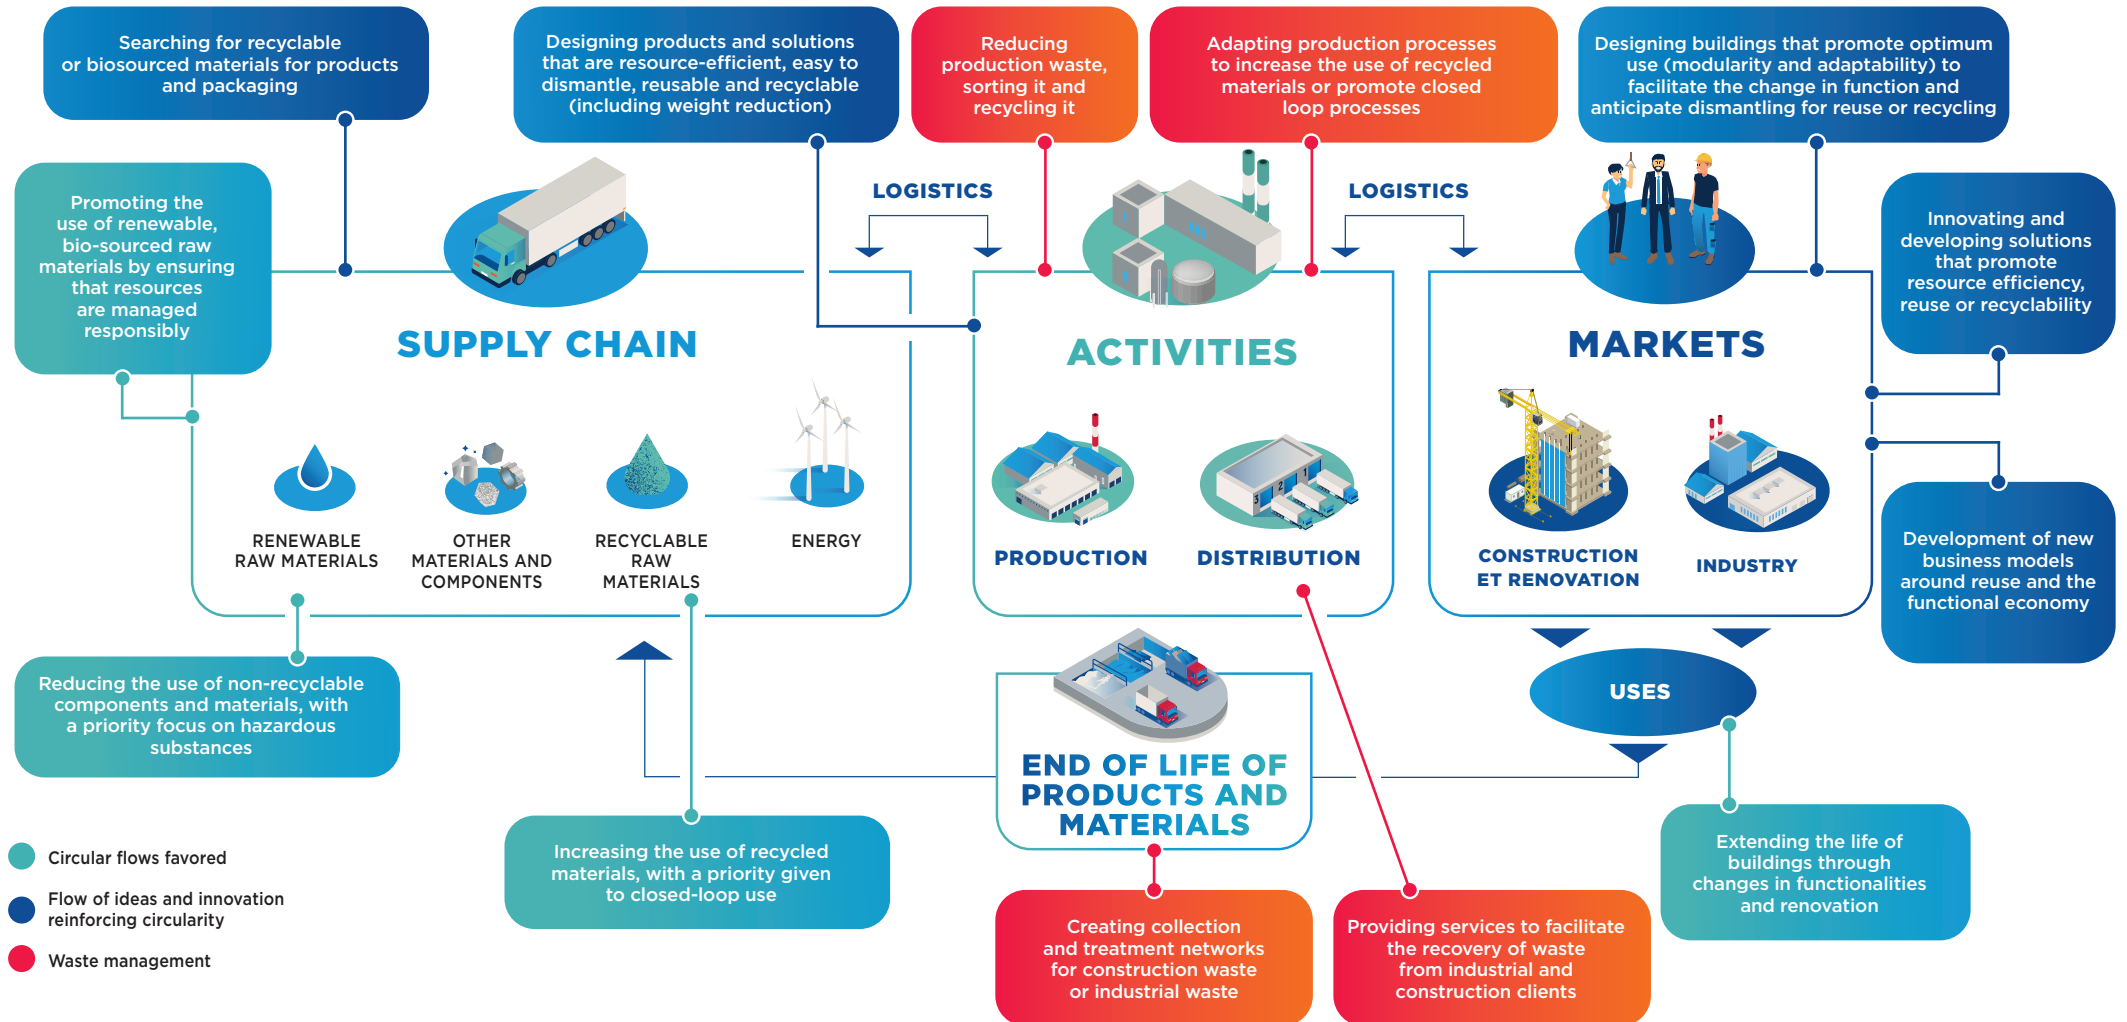 Searching for recyclable
or biosourced materials for products
and packaging
Designing products and solutions
that are resource-efficient, easy to
dismantle, reusable and recyclable
(including weight reduction)
Reducing
production waste,
sorting it and
recycling it
Adapting production processes
to increase the use of recycled
materials or promote closed
loop processes
Designing buildings that promote optimum
use (modularity and adaptability) to
facilitate the change in function and
anticipate dismantling for reuse or recycling
Promoting the
use of renewable,
bio-sourced raw
materials by ensuring
that resources
are managed
responsibly
LOGISTICS
LOGISTICS
Innovating and
developing solutions
that promote
resource efficiency,
reuse or recyclability
SUPPLY CHAIN
ACTIVITIES
MARKETS
RENEWABLE
RAW MATERIALS
OTHER
MATERIALS AND
COMPONENTS
RECYCLABLE
RAW
MATERIALS
ENERGY
3
2
1
PRODUCTION
DISTRIBUTION
CONSTRUCTION
ET RENOVATION
INDUSTRY
Development of new
business models
around reuse and the
functional economy
Reducing the use of non-recyclable
components and materials, with
a priority focus on hazardous
substances
USES
END OF LIFE OF
PRODUCTS AND
MATERIALS
Increasing the use of recycled
materials, with a priority given
to closed-loop use
Extending the life of
buildings through
changes in functionalities
and renovation
Circular flows favored
Flow of ideas and innovation
reinforcing circularity
Waste management
Creating collection
and treatment networks
for construction waste
or industrial waste
Providing services to facilitate
the recovery of waste
from industrial and
construction clients